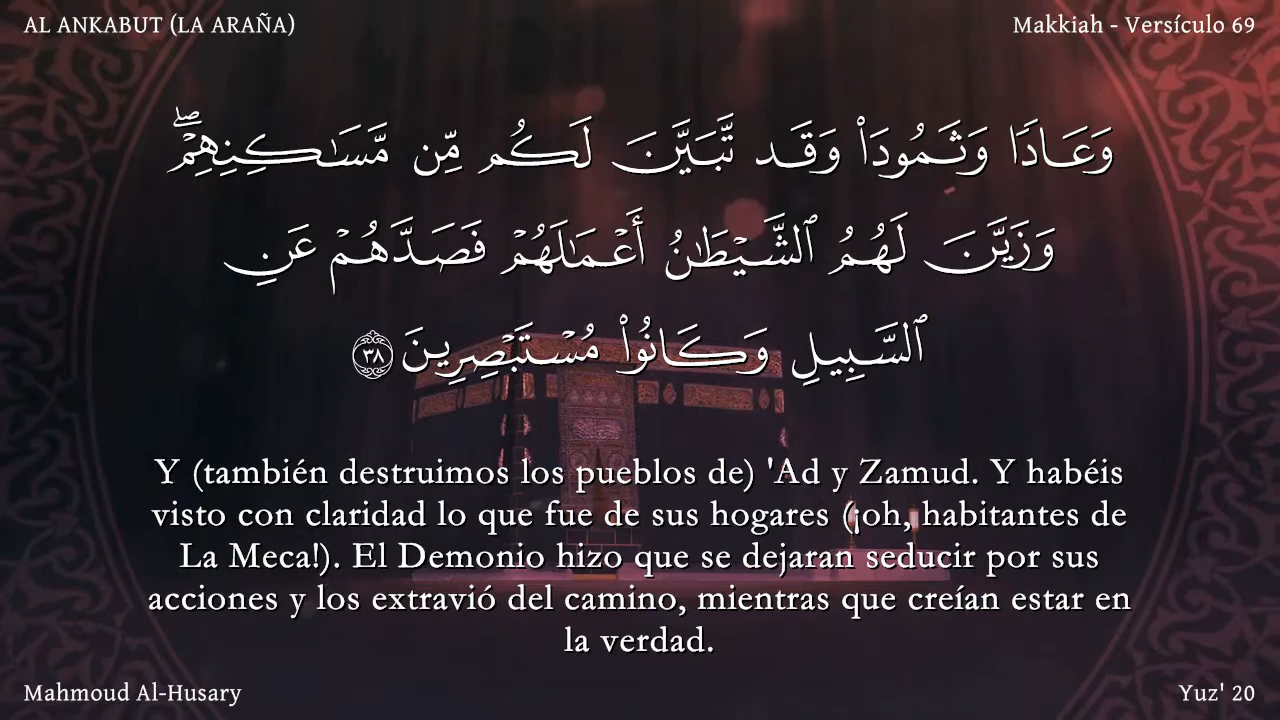 AL ANKABUT (LA ARAÑA)
Makkiah - Versículo 69
وَعَادًا وَثَمُودَا۟ وَقَد تَّبَيَّنَ لَكُم مِّن مَّسَـٰكِنِهِمْ ۖ
وَزَيَّنَ لَهُمُ ٱلشَّيْطَـٰنُ أَعْمَـٰلَهُمْ فَصَدَّهُمْ عَنِ
ٱلسَّبِيلِ وَكَانُوا۟ مُسْتَبْصِرِينَ ٣٨
Y (también destruimos los pueblos de) 'Ad y Zamud. Y habéis
visto con claridad lo que fue de sus hogares (¡oh, habitantes de
La Meca!). El Demonio hizo que se dejaran seducir por sus
acciones y los extravió del camino, mientras que creían estar en
la verdad.
Mahmoud Al-Husary
Yuz' 20